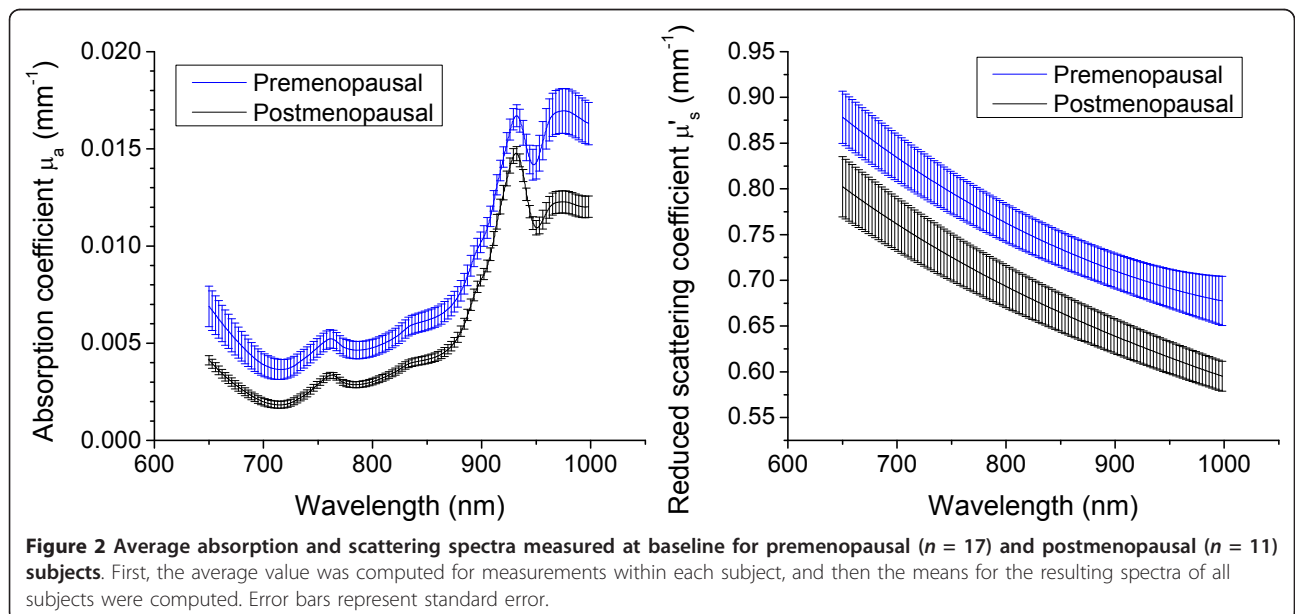 0.020
0.015
0.010
0.005
0.000
Absorption coefficient μa (mm-1)
Premenopausal
Postmenopausal
600 700 800 900 1000
Wavelength (nm)
0.95
0.90
0.85
0.80
0.75
0.70
0.65
0.60
0.55
Reduced scattering coefficient μ's (mm-1)
Premenopausal
Postmenopausal
600 700 800 900 1000
Wavelength (nm)
Figure 2 Average absorption and scattering spectra measured at baseline for premenopausal (n = 17) and postmenopausal (n = 11)
subjects. First, the average value was computed for measurements within each subject, and then the means for the resulting spectra of all
subjects were computed. Error bars represent standard error.